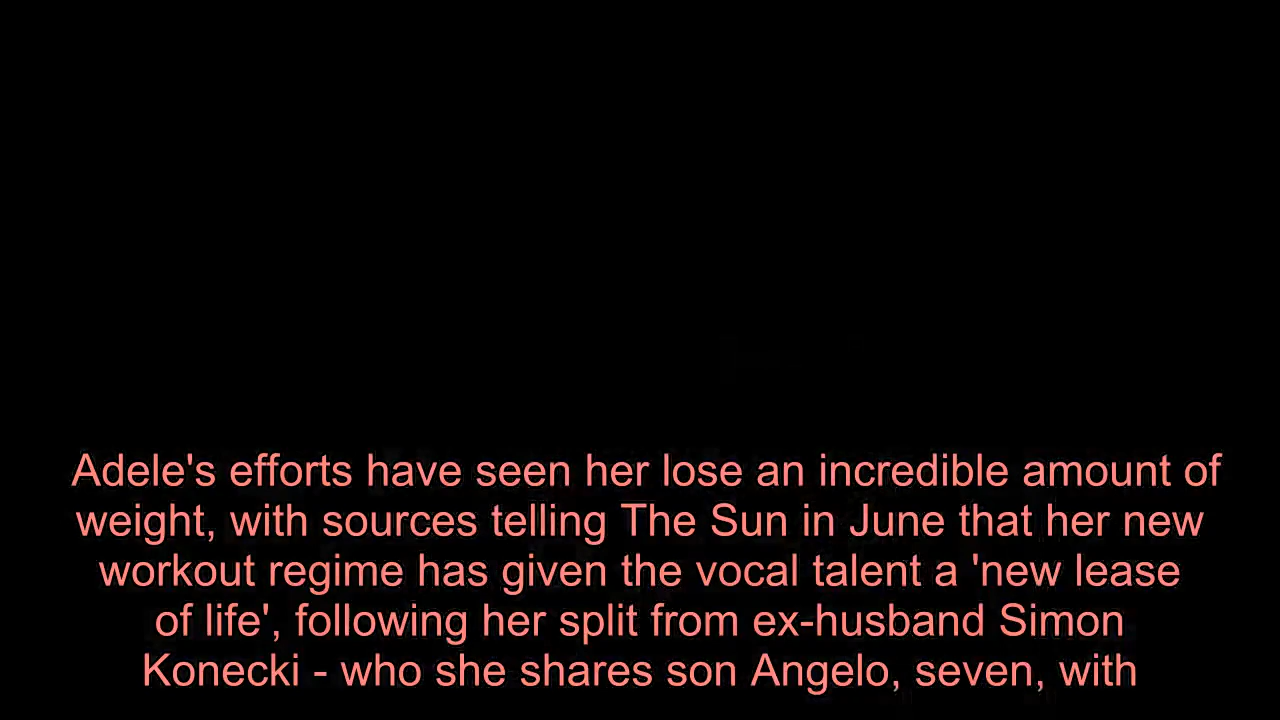 Adele's efforts have seen her lose an incredible amount of
weight, with sources telling The Sun in June that her new
workout regime has given the vocal talent a 'new lease
of life', following her split from ex-husband Simon
Konecki - who she shares son Angelo, seven, with